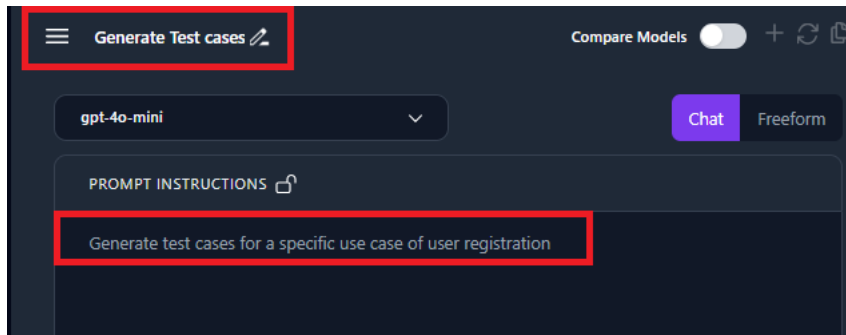 Generate Test cases
Compare Models
gpt-4o-mini
Chat
Freeform
PROMPT INSTRUCTIONS
Generate test cases for a specific use case of user registration